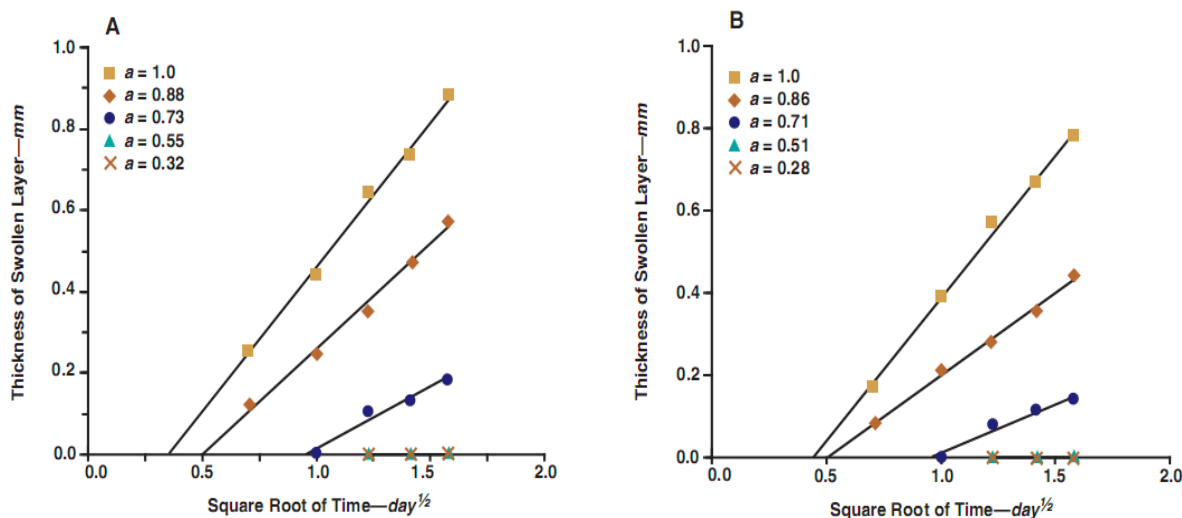 A
1.0
0.8
0.6
0.4
0.2
0.0
Thickness of Swollen Layer—mm
a = 1.0
a = 0.88
a = 0.73
a = 0.55
a = 0.32
0.0 0.5 1.0 1.5 2.0
Square Root of Time—day½
B
1.0
0.8
0.6
0.4
0.2
0.0
Thickness of Swollen Layer—mm
a = 1.0
a = 0.86
a = 0.71
a = 0.51
a = 0.28
0.0 0.5 1.0 1.5 2.0
Square Root of Time—day½